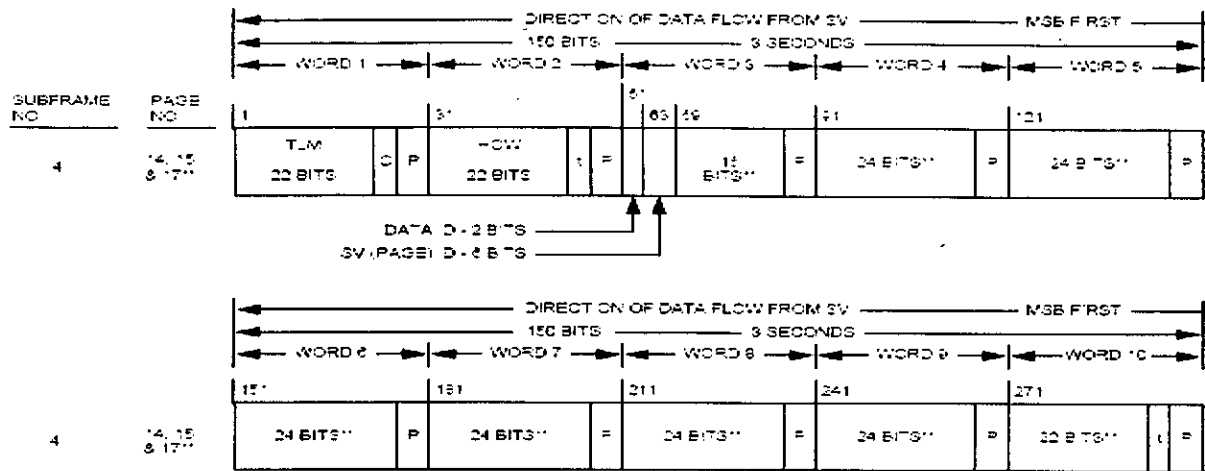 DIRECTION OF DATA FLOW FROM SV MSB FIRST
150 BITS 3 SECONDS
WORD 1 WORD 2 WORD 3 WORD 4 WORD 5
SUBFRAME NO
PAGE NO
1 31 61 63 69 91 121
4
14, 15 & 17**
TLM 22 BITS
C
P
HOW 22 BITS
t
P
16 BITS**
P
24 BITS**
P
24 BITS**
P
DATA ID - 2 BITS
SV (PAGE) ID - 6 BITS
DIRECTION OF DATA FLOW FROM SV MSB FIRST
150 BITS 3 SECONDS
WORD 6 WORD 7 WORD 8 WORD 9 WORD 10
151 181 211 241 271
4
14, 15 & 17**
24 BITS**
P
24 BITS**
P
24 BITS**
P
24 BITS**
P
22 BITS**
t
P